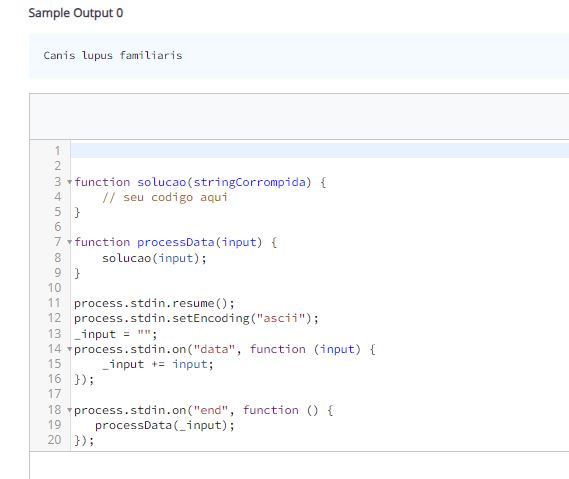 Sample Output 0
Canis lupus familiaris
1
2
3 function solucao(stringCorrompida) {
4     // seu codigo aqui
5 }
6
7 function processData(input) {
8     solucao(input);
9 }
10
11 process.stdin.resume();
12 process.stdin.setEncoding("ascii");
13 _input = "";
14 process.stdin.on("data", function (input) {
15     _input += input;
16 });
17
18 process.stdin.on("end", function () {
19    processData(_input);
20 });